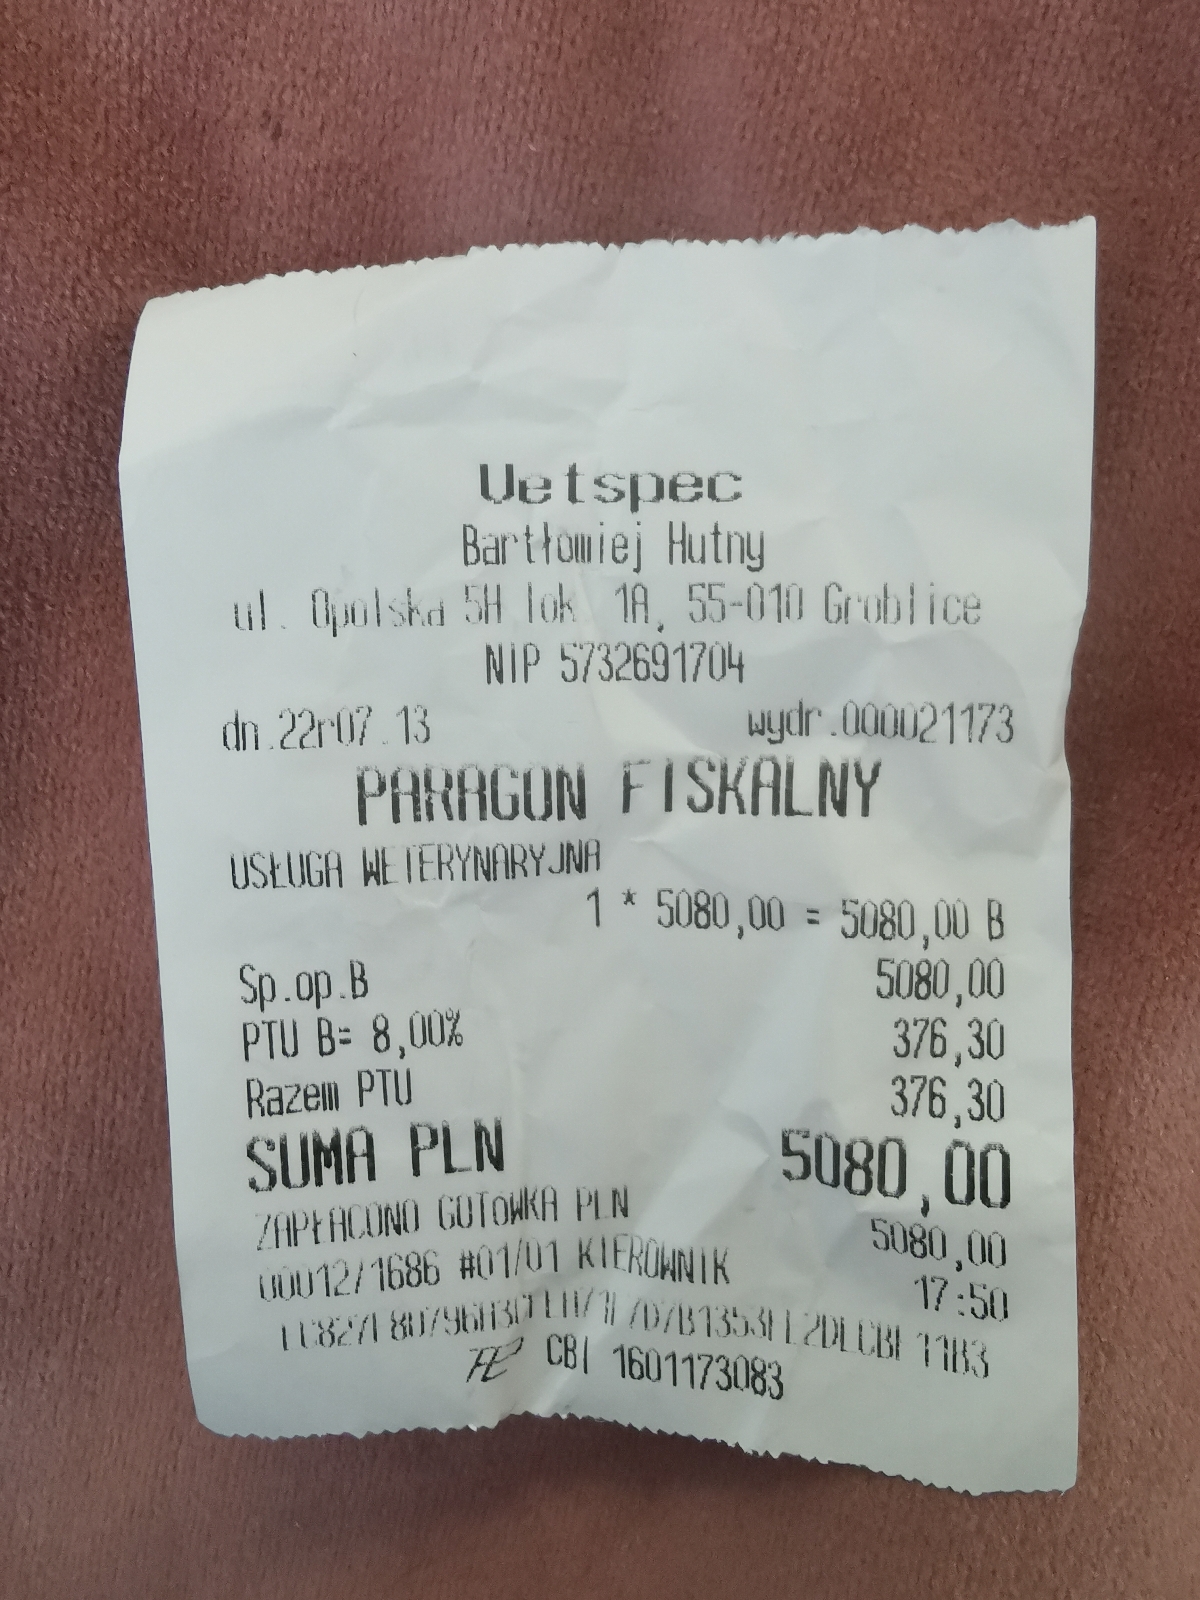 Vetspec
Bartłomiej Hutny
ul. Opolska 5H lok. 1A, 55-010 Groblice
NIP 5732691704
dn.22r07.13 wydr.000021173
PARAGON FISKALNY
USŁUGA WETERYNARYJNA
1 * 5080,00 = 5080,00 B
Sp.op.B 5080,00
PTU B= 8,00% 376,30
Razem PTU 376,30
SUMA PLN 5080,00
ZAPŁACONO GOTÓWKA PLN 5080,00
00012/1686 #01/01 KIEROWNIK 17:50
CBI 1601173083